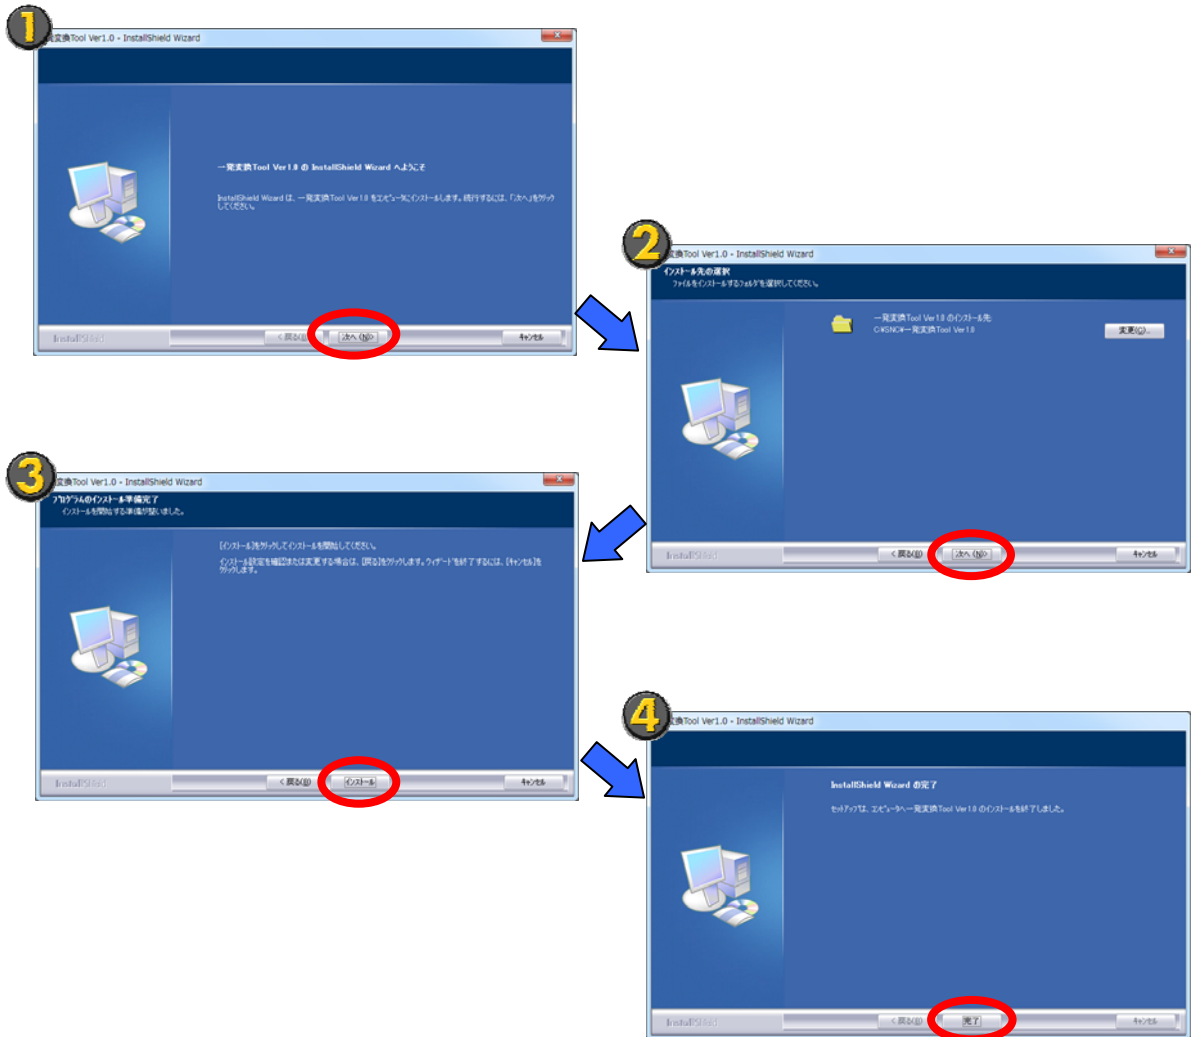 1
変換Tool Ver1.0 - InstallShield Wizard
一発変換Tool Ver1.0 の InstallShield Wizard へようこそ
InstallShield Wizard は、一発変換Tool Ver1.0 をコンピュータにインストールします。続行するには、「次へ」をクリック
してください。
InstallShield
< 戻る(B)
次へ(N)>
キャンセル
2
変換Tool Ver1.0 - InstallShield Wizard
インストール先の選択
ファイルをインストールするフォルダを選択してください。
一発変換Tool Ver1.0 のインストール先:
C:¥SNC¥一発変換Tool Ver1.0
変更(C)...
InstallShield
< 戻る(B)
次へ(N)>
キャンセル
3
変換Tool Ver1.0 - InstallShield Wizard
プログラムのインストール準備完了
インストールを開始する準備が整いました。
[インストール]をクリックしてインストールを開始してください。
インストール設定を確認または変更する場合は、[戻る]をクリックします。ウィザードを終了するには、[キャンセル]を
クリックします。
InstallShield
< 戻る(B)
インストール
キャンセル
4
変換Tool Ver1.0 - InstallShield Wizard
InstallShield Wizard の完了
セットアップは、コンピュータへ一発変換Tool Ver1.0 のインストールを終了しました。
InstallShield
< 戻る(B)
完了
キャンセル